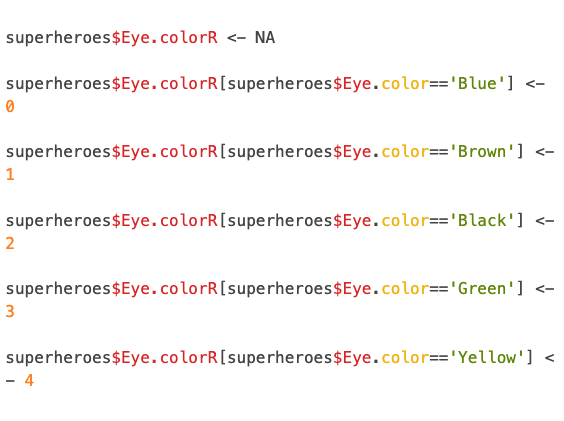 superheroes$Eye.colorR <- NA
superheroes$Eye.colorR[superheroes$Eye.color=='Blue'] <-
0
superheroes$Eye.colorR[superheroes$Eye.color=='Brown'] <-
1
superheroes$Eye.colorR[superheroes$Eye.color=='Black'] <-
2
superheroes$Eye.colorR[superheroes$Eye.color=='Green'] <-
3
superheroes$Eye.colorR[superheroes$Eye.color=='Yellow'] <
- 4